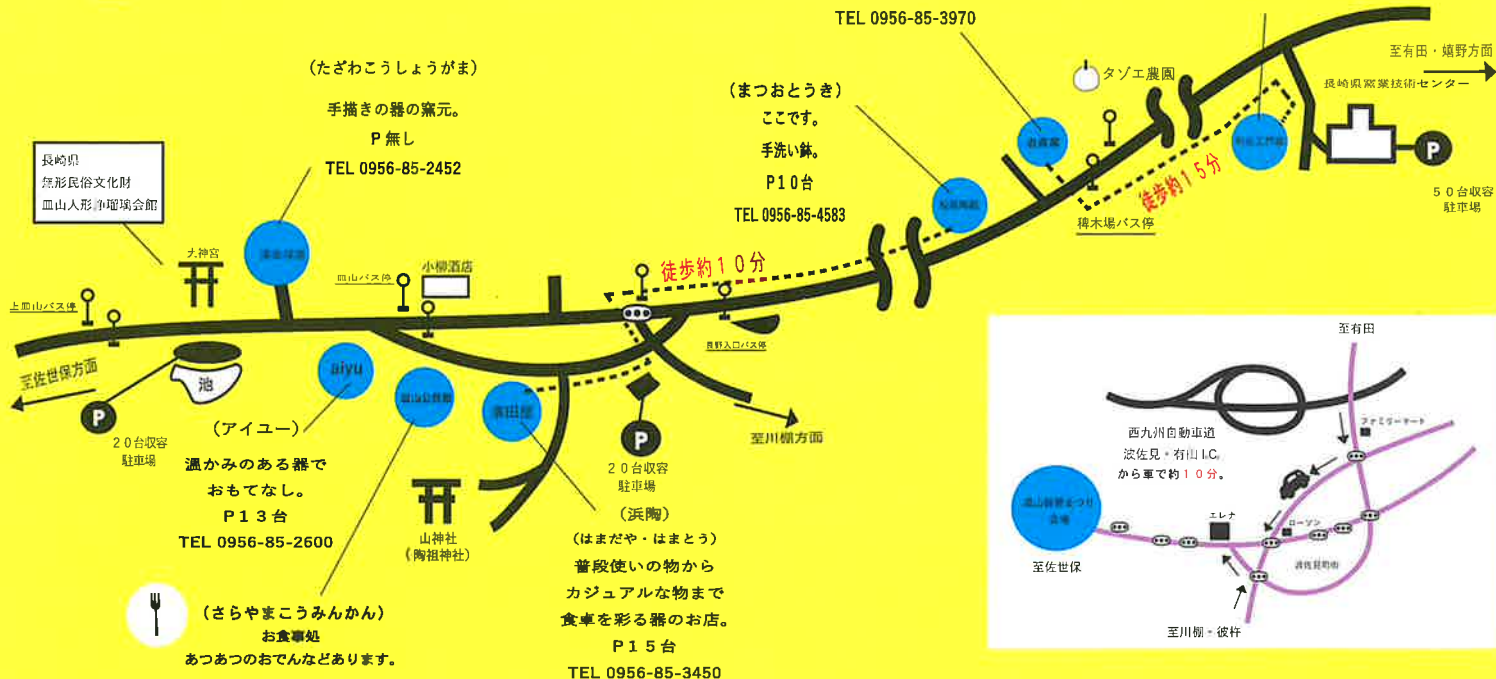 TEL 0956-85-3970
(たざわこうしょうがま)
手描きの器の窯元。
P無し
TEL 0956-85-2452
長崎県
無形民俗文化財
皿山人形浄瑠璃会館
大神宮
上皿山バス停
至佐世保方面
池
P
20台収容
駐車場
皿山バス停
小柳酒店
徒歩約10分
(まつおとうき)
ここです。
手洗い鉢。
P10台
TEL 0956-85-4583
タゾエ農園
至有田・嬉野方面
長崎県窯業技術センター
P
50台収容
駐車場
徒歩約15分
稗木場バス停
長野入口バス停
至川棚方面
P
20台収容
駐車場
aiyu
(アイユー)
温かみのある器で
おもてなし。
P13台
TEL 0956-85-2600
皿山公民館
(さらやまこうみんかん)
お食事処
あつあつのおでんなどあります。
山神社
(陶祖神社)
濱田屋
(浜陶)
(はまだや・はまとう)
普段使いの物から
カジュアルな物まで
食卓を彩る器のお店。
P15台
TEL 0956-85-3450
至有田
ファミリーマート
西九州自動車道
波佐見・有田I.C.
から車で約10分。
会場
至佐世保
エレナ
ローソン
波佐見町街
至川棚・彼杵